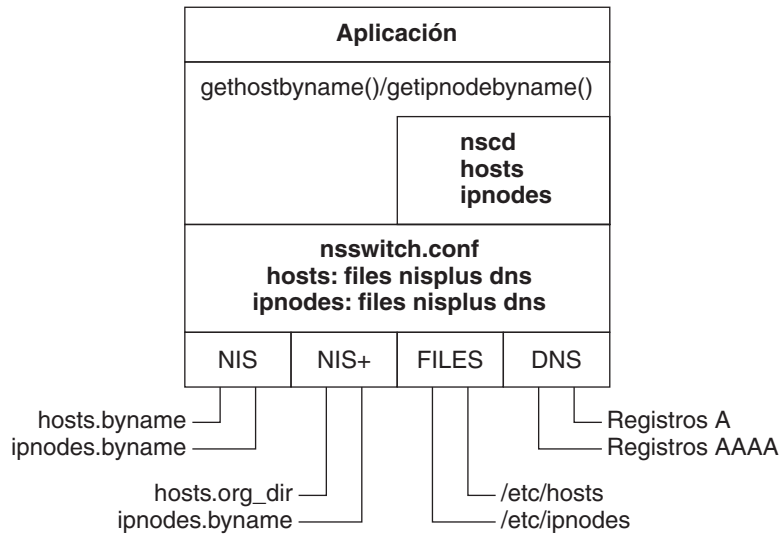 Aplicación
gethostbyname()/getipnodebyname()
nscd
hosts
ipnodes
nsswitch.conf
hosts: files nisplus dns
ipnodes: files nisplus dns
NIS
NIS+
FILES
DNS
hosts.byname
ipnodes.byname
Registros A
Registros AAAA
hosts.org_dir
ipnodes.byname
/etc/hosts
/etc/ipnodes